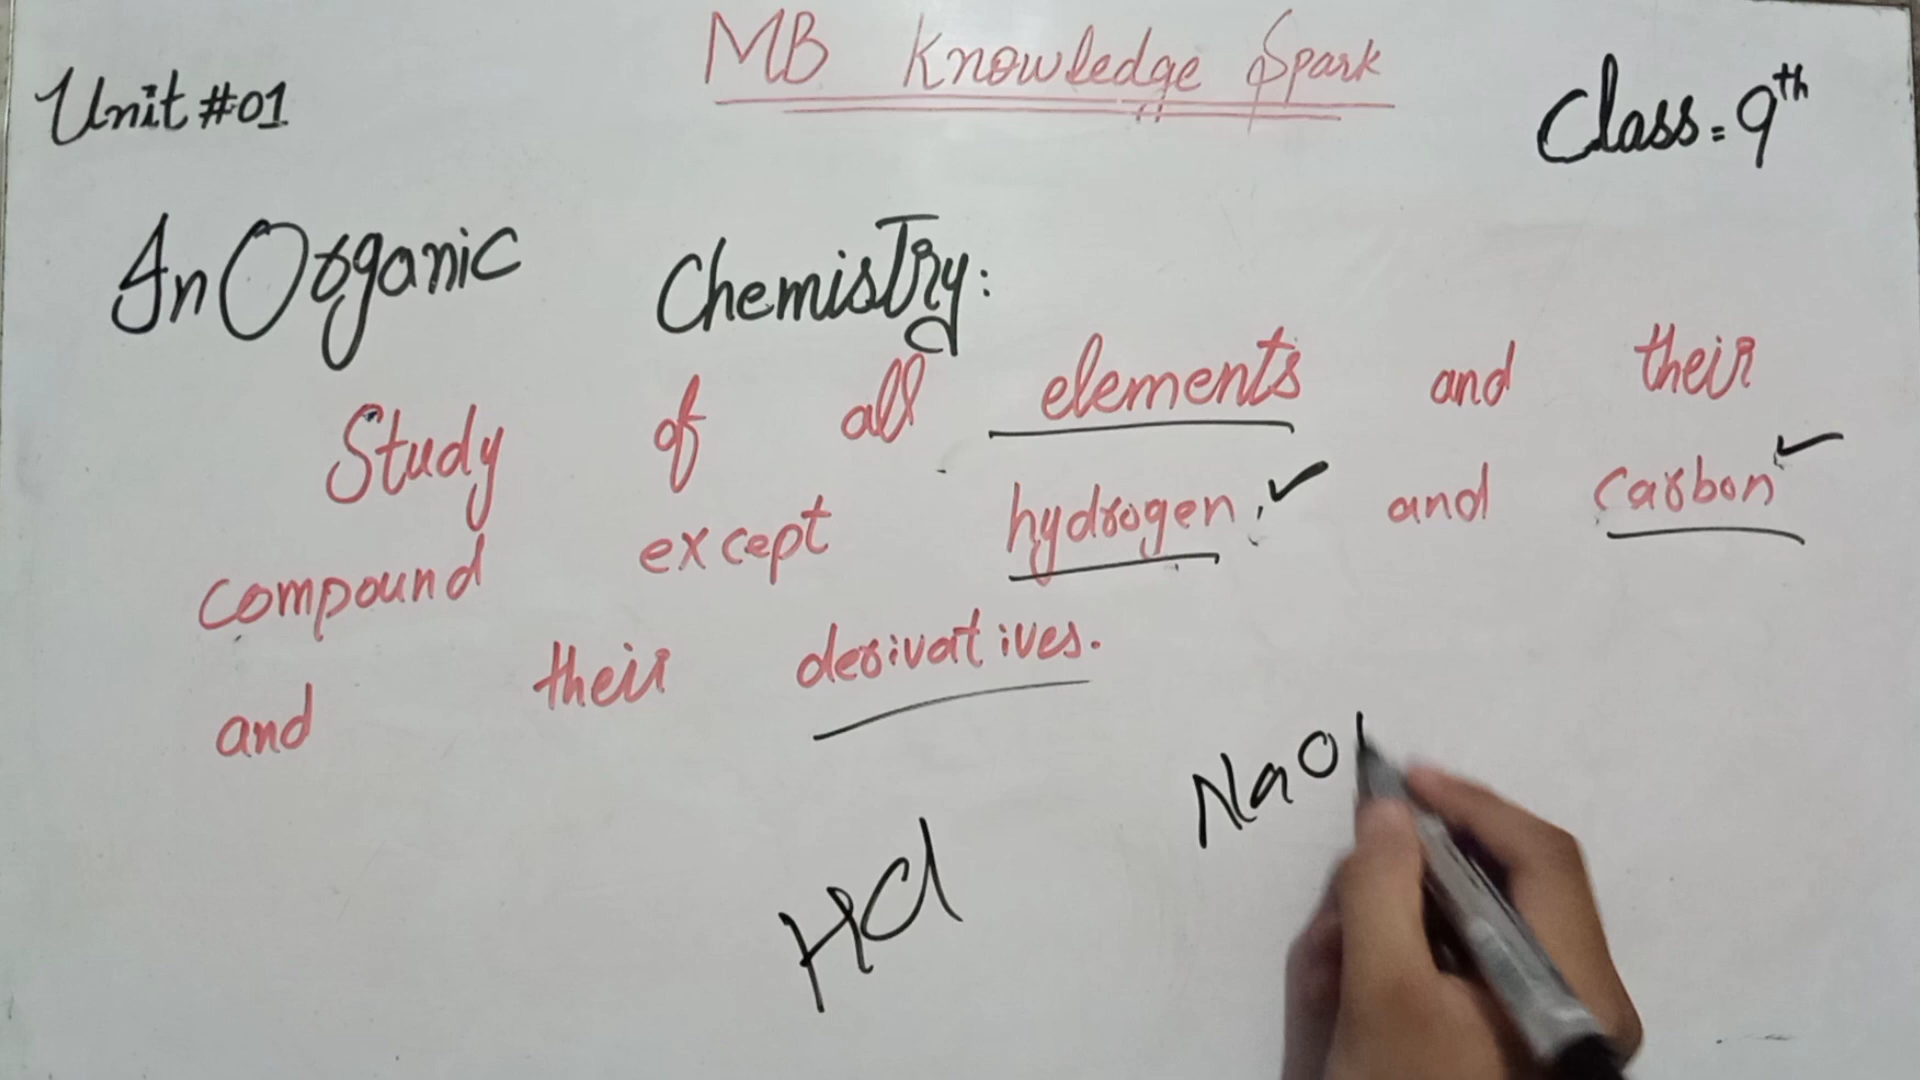 MB Knowledge Spark
Unit #01
Class = 9th
InOrganic Chemistry:
Study of all elements and their
compound except hydrogen, and carbon
and their derivatives.
NaO
HCl